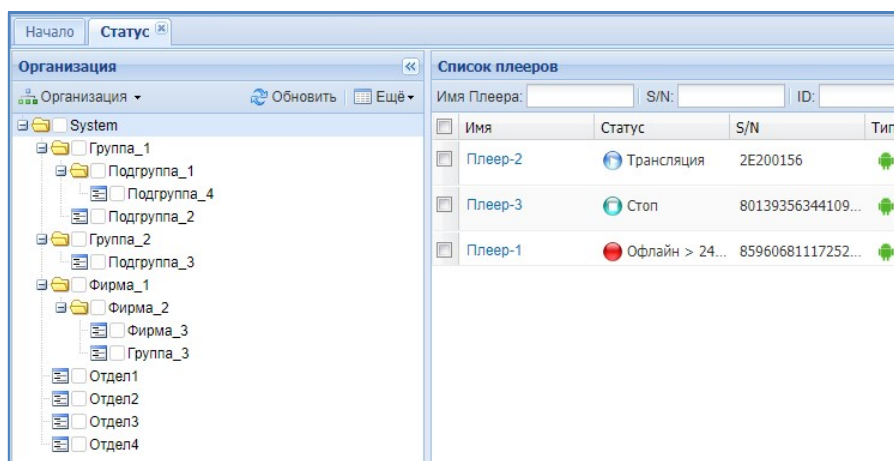 Начало Статус
Организация
Организация Обновить Ещё
System
Группа_1
Подгруппа_1
Подгруппа_4
Подгруппа_2
Группа_2
Подгруппа_3
Фирма_1
Фирма_2
Фирма_3
Группа_3
Отдел1
Отдел2
Отдел3
Отдел4
Список плееров
Имя Плеера: S/N: ID:
Имя Статус S/N Тип
Плеер-2 Трансляция 2E200156
Плеер-3 Стоп 80139356344109...
Плеер-1 Офлайн > 24... 85960681117252...